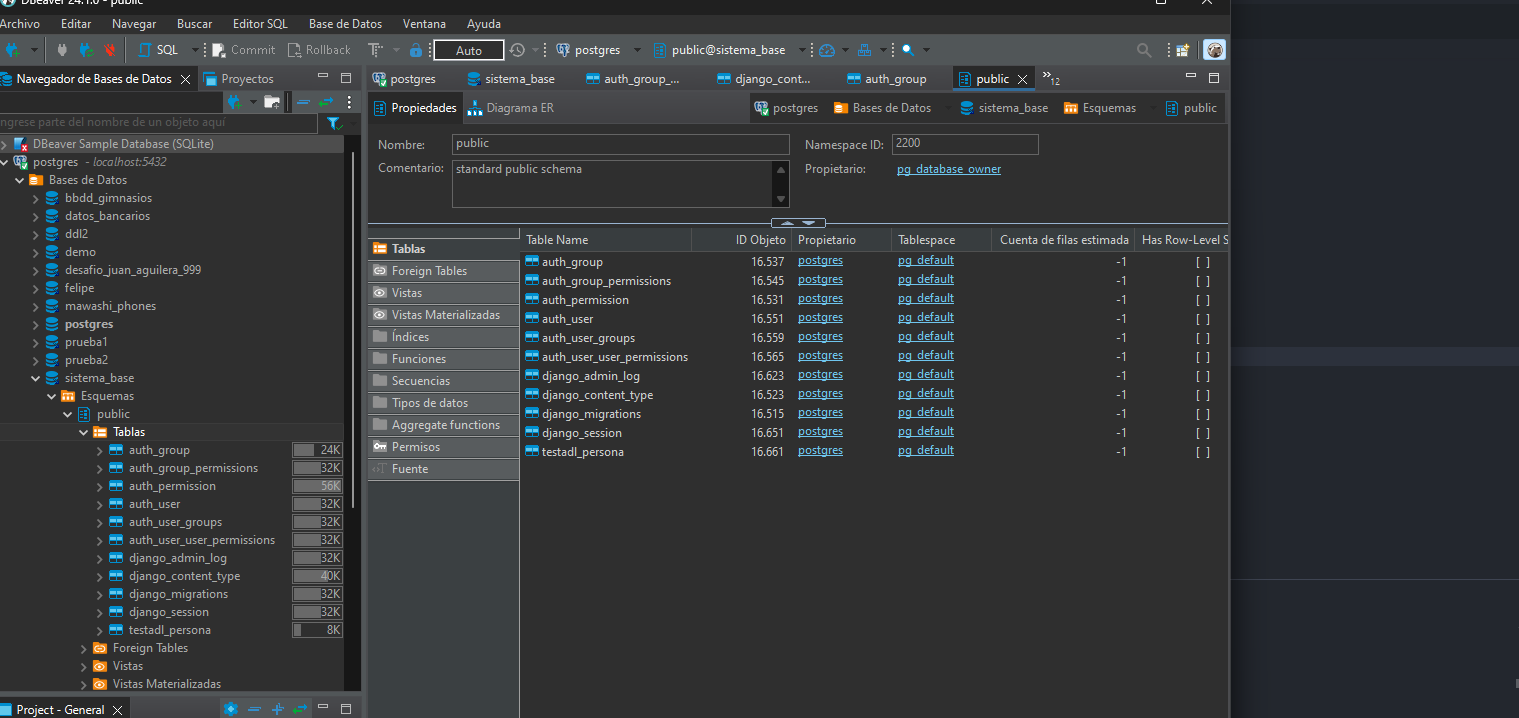 DBeaver 24.1.0 - public
Archivo Editar Navegar Buscar Editor SQL Base de Datos Ventana Ayuda
SQL Commit Rollback Auto postgres public@sistema_base
Navegador de Bases de Datos Proyectos
ngrese parte del nombre de un objeto aquí
DBeaver Sample Database (SQLite)
postgres - localhost:5432
Bases de Datos
bbdd_gimnasios
datos_bancarios
ddl2
demo
desafio_juan_aguilera_999
felipe
mawashi_phones
postgres
prueba1
prueba2
sistema_base
Esquemas
public
Tablas
auth_group 24K
auth_group_permissions 32K
auth_permission 56K
auth_user 32K
auth_user_groups 32K
auth_user_user_permissions 32K
django_admin_log 32K
django_content_type 40K
django_migrations 32K
django_session 32K
testadl_persona 8K
Foreign Tables
Vistas
Vistas Materializadas
Project - General
postgres sistema_base auth_group_... django_cont... auth_group public »12
Propiedades Diagrama ER postgres Bases de Datos sistema_base Esquemas public
Nombre: public Namespace ID: 2200
Comentario: standard public schema Propietario: pg_database_owner
Tablas
Foreign Tables
Vistas
Vistas Materializadas
Índices
Funciones
Secuencias
Tipos de datos
Aggregate functions
Permisos
Fuente
Table Name ID Objeto Propietario Tablespace Cuenta de filas estimada Has Row-Level S
auth_group 16.537 postgres pg_default -1 [ ]
auth_group_permissions 16.545 postgres pg_default -1 [ ]
auth_permission 16.531 postgres pg_default -1 [ ]
auth_user 16.551 postgres pg_default -1 [ ]
auth_user_groups 16.559 postgres pg_default -1 [ ]
auth_user_user_permissions 16.565 postgres pg_default -1 [ ]
django_admin_log 16.623 postgres pg_default -1 [ ]
django_content_type 16.523 postgres pg_default -1 [ ]
django_migrations 16.515 postgres pg_default -1 [ ]
django_session 16.651 postgres pg_default -1 [ ]
testadl_persona 16.661 postgres pg_default -1 [ ]